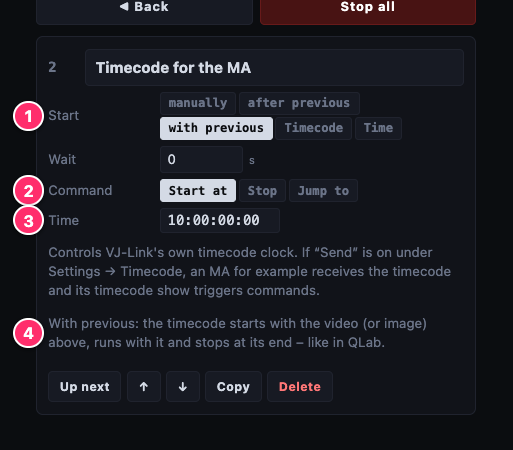 ◀ Back
Stop all
2
Timecode for the MA
1
Start
manually
after previous
with previous
Timecode
Time
Wait
0
s
2
Command
Start at
Stop
Jump to
3
Time
10:00:00:00
Controls VJ-Link's own timecode clock. If “Send” is on under
Settings → Timecode, an MA for example receives the timecode
and its timecode show triggers commands.
4
With previous: the timecode starts with the video (or image)
above, runs with it and stops at its end – like in QLab.
Up next
↑
↓
Copy
Delete